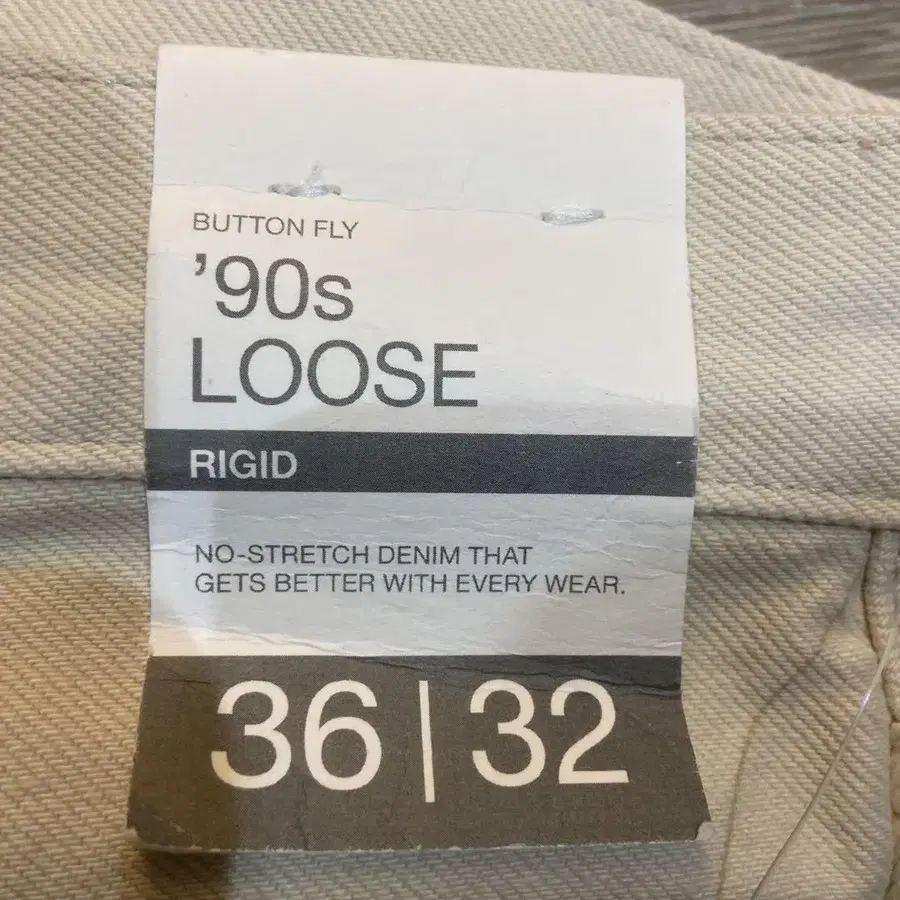 BUTTON FLY
’90s
LOOSE
RIGID
NO-STRETCH DENIM THAT
GETS BETTER WITH EVERY WEAR.
36 | 32